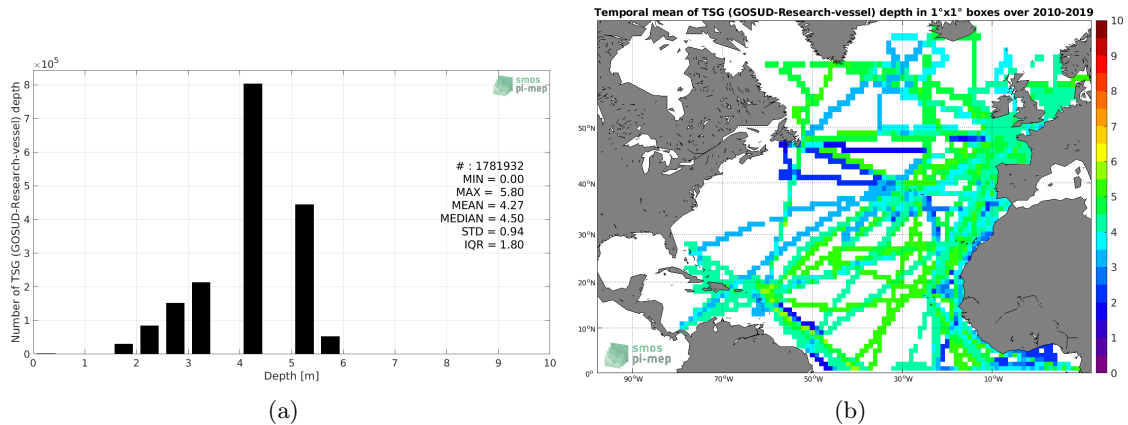 ×10⁵
8
7
6
5
4
3
2
1
0
Number of TSG (GOSUD-Research-vessel) depth
0 1 2 3 4 5 6 7 8 9 10
Depth [m]
smos
pi-mep
# : 1781932
MIN = 0.00
MAX = 5.80
MEAN = 4.27
MEDIAN = 4.50
STD = 0.94
IQR = 1.80
(a)
Temporal mean of TSG (GOSUD-Research-vessel) depth in 1°x1° boxes over 2010-2019
50°N
40°N
30°N
20°N
10°N
0°
90°W 70°W 50°W 30°W 10°W
smos
pi-mep
10
9
8
7
6
5
4
3
2
1
0
(b)